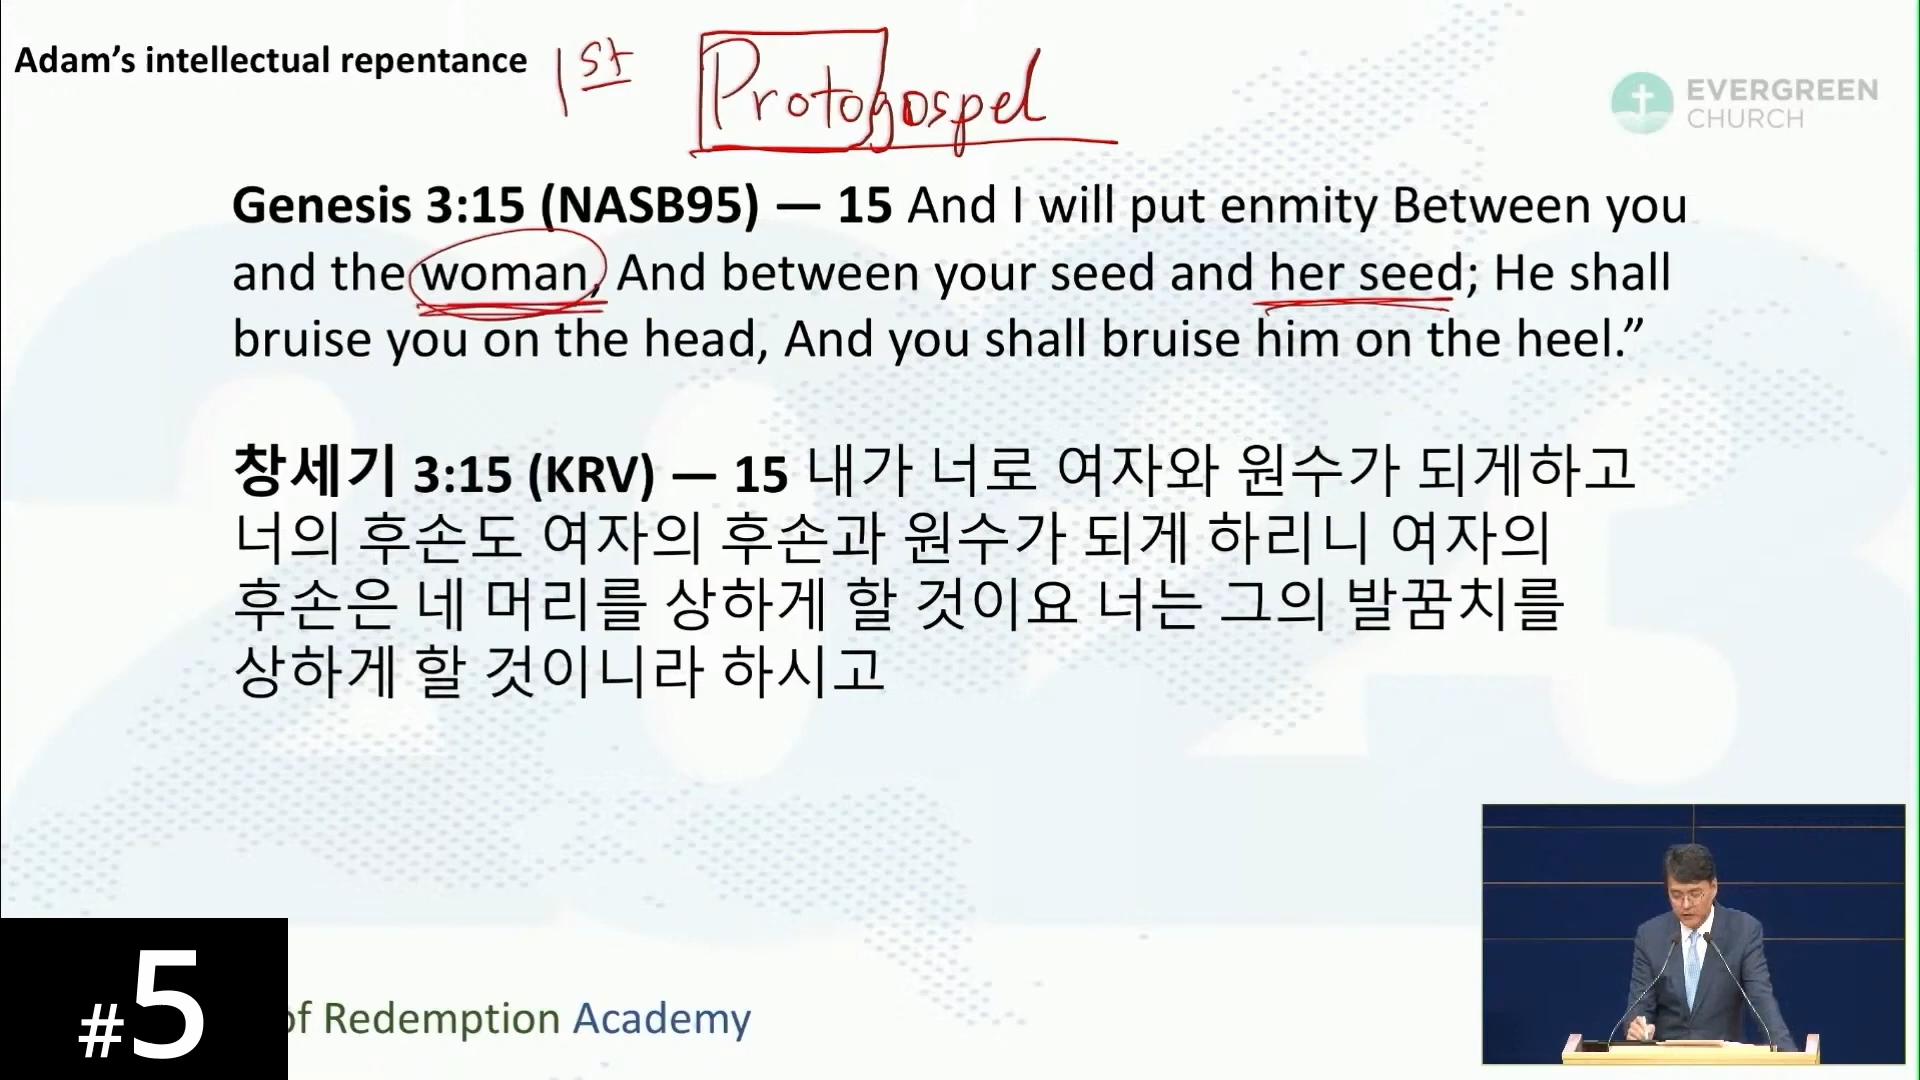 Adam’s intellectual repentance
1st Protogospel
EVERGREEN
CHURCH
Genesis 3:15 (NASB95) — 15 And I will put enmity Between you
and the woman, And between your seed and her seed; He shall
bruise you on the head, And you shall bruise him on the heel.”
창세기 3:15 (KRV) — 15 내가 너로 여자와 원수가 되게하고
너의 후손도 여자의 후손과 원수가 되게 하리니 여자의
후손은 네 머리를 상하게 할 것이요 너는 그의 발꿈치를
상하게 할 것이니라 하시고
#5
of Redemption Academy